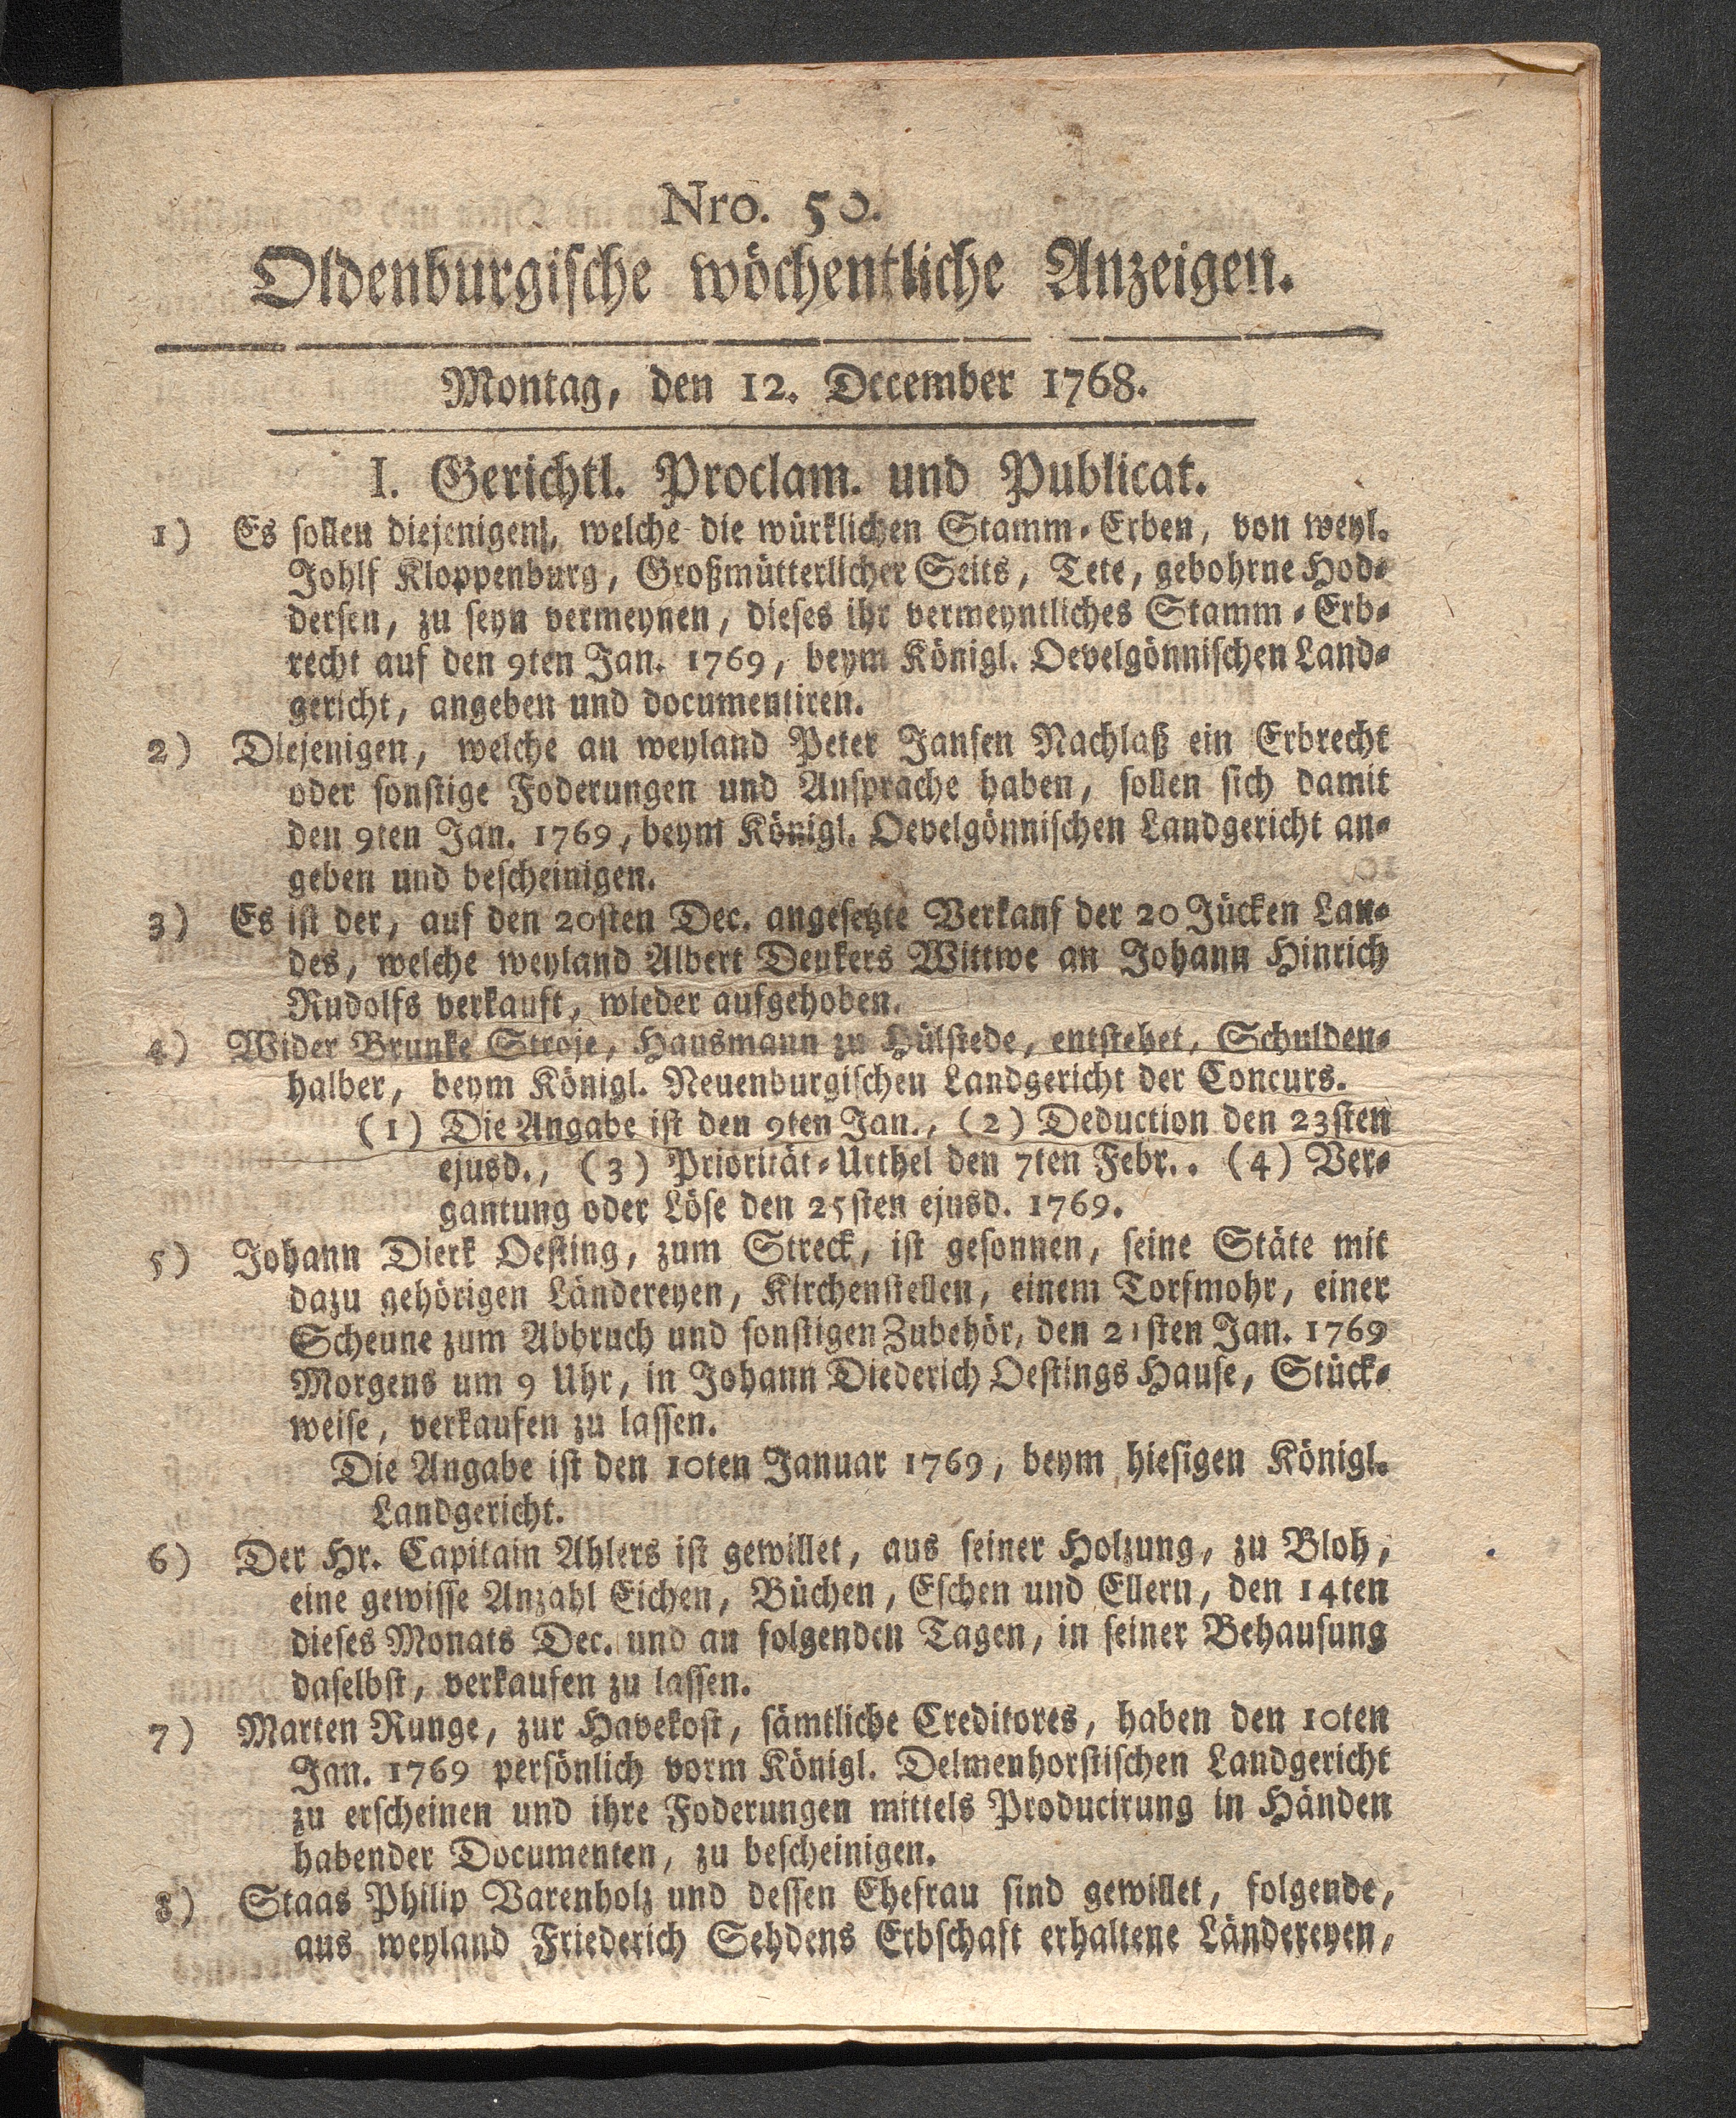 Nro. 50.
Oldenburgische wöchentliche Anzeigen.
Montag, den 12. December 1768.
I. Gerichtl. Proclam. und Publicat.
1) Es sollen diejenigen, welche die würklichen Stamm-Erben, von weyl.
Johlf Kloppenburg, Großmütterlicher Seits, Tete, gebohrne Hod-
dersen, zu seyn vermeynen, dieses ihr vermeyntliches Stamm-Erb-
recht auf den 9ten Jan. 1769, beym Königl. Oevelgönnischen Land-
gericht, angeben und documentiren.
2) Diejenigen, welche an weyland Peter Jansen Nachlaß ein Erbrecht
oder sonstige Foderungen und Ansprache haben, sollen sich damit
den 9ten Jan. 1769, beym Königl. Oevelgönnischen Landgericht an-
geben und bescheinigen.
3) Es ist der, auf den 20sten Dec. angesetzte Verkauf der 20 Jücken Lan-
des, welche weyland Albert Denkers Wittwe an Johann Hinrich
Rudolfs verkauft, wieder aufgehoben.
4) Wider Brunke Stroje, Hausmann zu Hülstede, entstehet, Schulden-
halber, beym Königl. Neuenburgischen Landgericht der Concurs.
(1) Die Angabe ist den 9ten Jan., (2) Deduction den 23sten
ejusd., (3) Priorität-Urthel den 7ten Febr.. (4) Ver-
gantung oder Löse den 25sten ejusd. 1769.
5) Johann Dierk Oesting, zum Streck, ist gesonnen, seine Stäte mit
dazu gehörigen Ländereyen, Kirchenstellen, einem Torfmohr, einer
Scheune zum Abbruch und sonstigen Zubehör, den 21sten Jan. 1769
Morgens um 9 Uhr, in Johann Diederich Oestings Hause, Stück-
weise, verkaufen zu lassen.
Die Angabe ist den 10ten Januar 1769, beym hiesigen Königl.
Landgericht.
6) Der Hr. Capitain Ahlers ist gewillet, aus seiner Holzung, zu Bloh,
eine gewisse Anzahl Eichen, Büchen, Eschen und Ellern, den 14ten
dieses Monats Dec. und an folgenden Tagen, in seiner Behausung
daselbst, verkaufen zu lassen.
7) Marten Runge, zur Havekost, sämtliche Creditores, haben den 10ten
Jan. 1769 persönlich vorm Königl. Delmenhorstischen Landgericht
zu erscheinen und ihre Foderungen mittels Producirung in Händen
habender Documenten, zu bescheinigen.
8) Staas Philip Varenholz und dessen Ehefrau sind gewillet, folgende,
aus weyland Friederich Sehdens Erbschaft erhaltene Ländereyen,